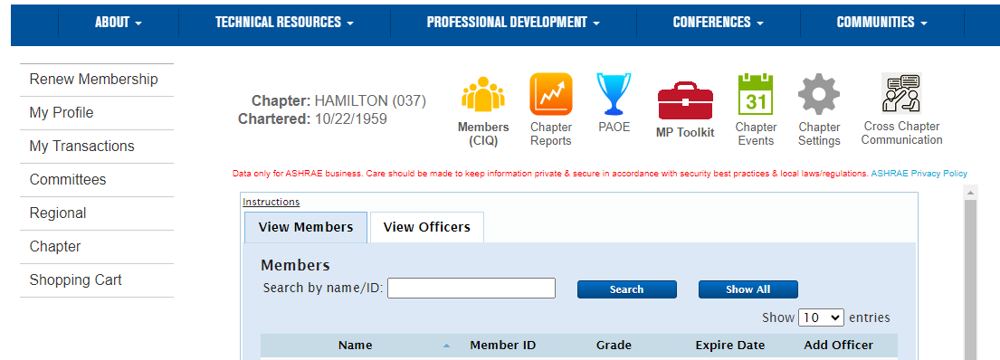 ABOUT TECHNICAL RESOURCES PROFESSIONAL DEVELOPMENT CONFERENCES COMMUNITIES
Renew Membership
My Profile
My Transactions
Committees
Regional
Chapter
Shopping Cart
Chapter: HAMILTON (037)
Chartered: 10/22/1959
Members
(CIQ)
Chapter
Reports
PAOE
MP Toolkit
31
Chapter
Events
Chapter
Settings
Cross Chapter
Communication
Data only for ASHRAE business. Care should be made to keep information private & secure in accordance with security best practices & local laws/regulations. ASHRAE Privacy Policy
Instructions
View Members View Officers
Members
Search by name/ID: Search Show All
Show 10 entries
Name Member ID Grade Expire Date Add Officer